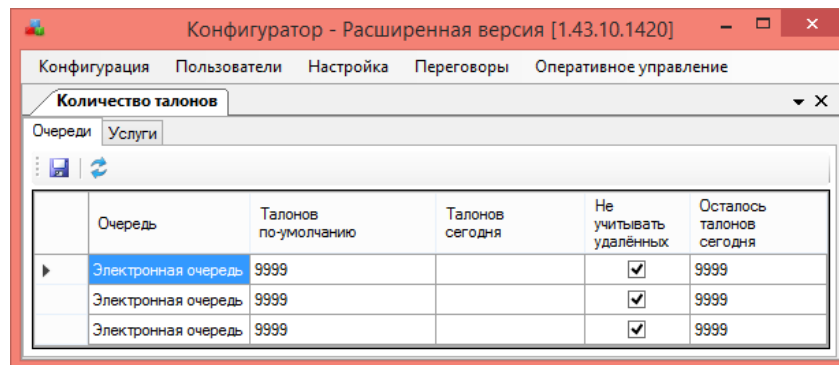 Конфигуратор - Расширенная версия [1.43.10.1420]
Конфигурация Пользователи Настройка Переговоры Оперативное управление
Количество талонов
Очереди Услуги
Очередь
Талонов
по-умолчанию
Талонов
сегодня
Не
учитывать
удалённых
Осталось
талонов
сегодня
Электронная очередь 9999 9999
Электронная очередь 9999 9999
Электронная очередь 9999 9999